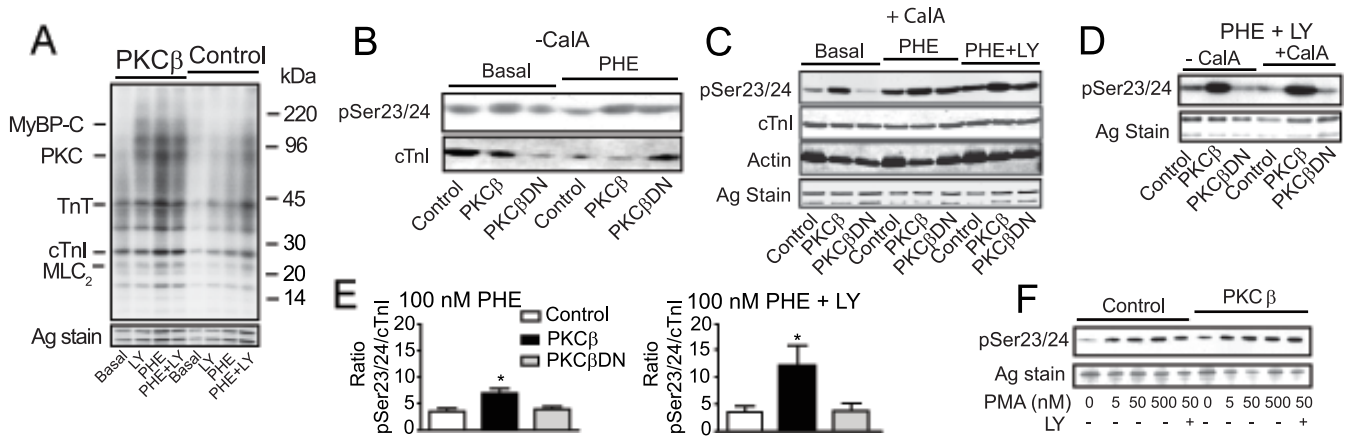 A
PKCβ Control
kDa
MyBP-C
PKC
TnT
cTnI
MLC2
220
96
45
30
20
14
Ag stain
Basal LY PHE PHE+LY Basal LY PHE PHE+LY
B
-CalA
Basal PHE
pSer23/24
cTnI
Control PKCβ PKCβDN Control PKCβ PKCβDN
C
+ CalA
Basal PHE PHE+LY
pSer23/24
cTnI
Actin
Ag Stain
Control PKCβ PKCβDN Control PKCβ PKCβDN Control PKCβ PKCβDN
D
PHE + LY
- CalA +CalA
pSer23/24
Ag Stain
Control PKCβ PKCβDN Control PKCβ PKCβDN
E
100 nM PHE
Ratio
pSer23/24/cTnI
20
15
10
5
0
*
Control
PKCβ
PKCβDN
100 nM PHE + LY
Ratio
pSer23/24/cTnI
20
15
10
5
0
*
F
Control PKC β
pSer23/24
Ag stain
PMA (nM) 0 5 50 500 50 0 5 50 500 50
LY - - - - + - - - - +